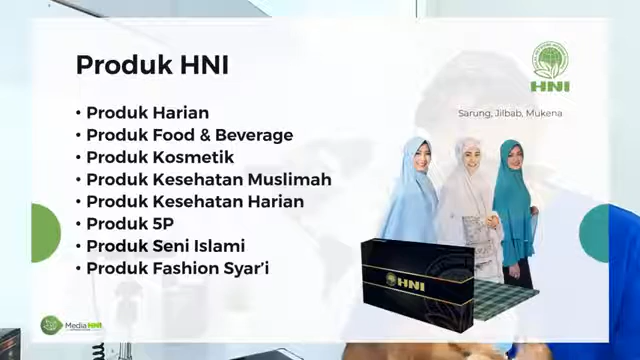 Produk HNI
HNI
Sarung, Jilbab, Mukena
• Produk Harian
• Produk Food & Beverage
• Produk Kosmetik
• Produk Kesehatan Muslimah
• Produk Kesehatan Harian
• Produk 5P
• Produk Seni Islami
• Produk Fashion Syar'i
HNI
Media HNI